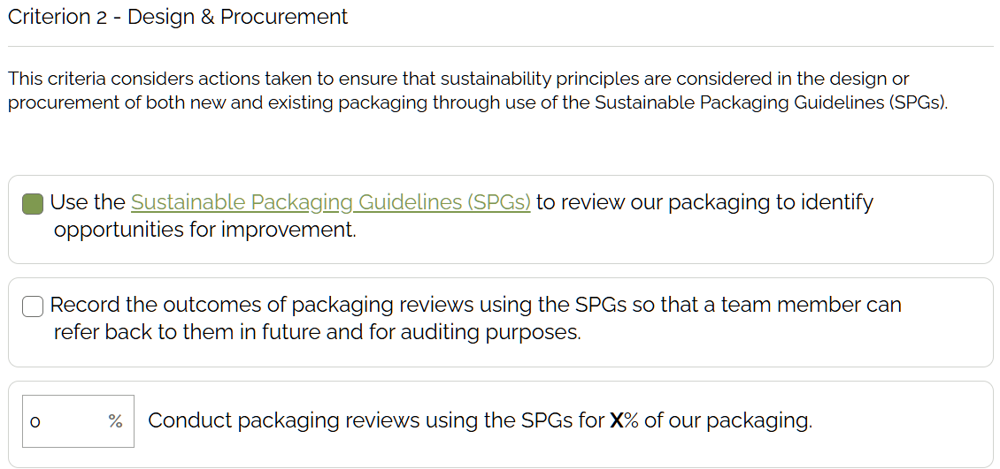 Criterion 2 - Design & Procurement
This criteria considers actions taken to ensure that sustainability principles are considered in the design or
procurement of both new and existing packaging through use of the Sustainable Packaging Guidelines (SPGs).
Use the Sustainable Packaging Guidelines (SPGs) to review our packaging to identify
opportunities for improvement.
Record the outcomes of packaging reviews using the SPGs so that a team member can
refer back to them in future and for auditing purposes.
0 % Conduct packaging reviews using the SPGs for X% of our packaging.